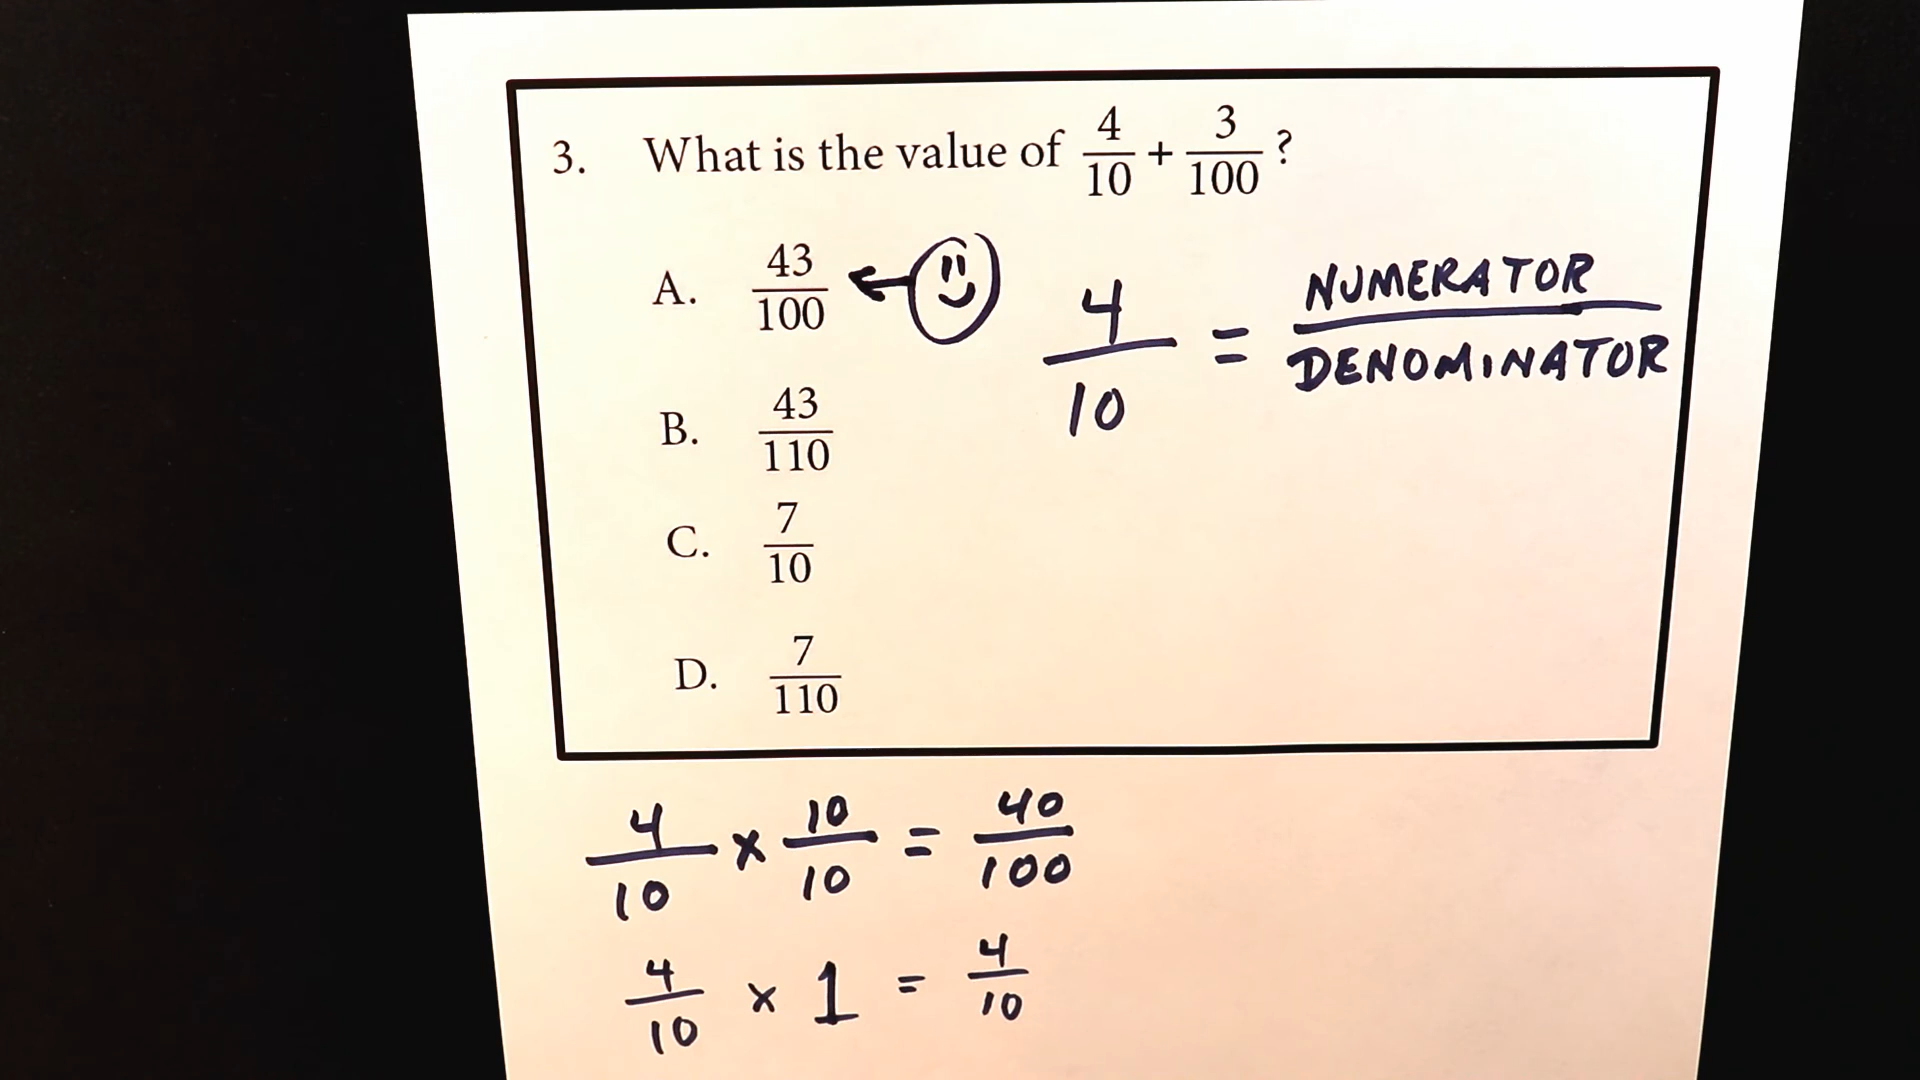 3. What is the value of 4/10 + 3/100 ?
A. 43/100
4/10 = NUMERATOR/DENOMINATOR
B. 43/110
C. 7/10
D. 7/110
4/10 x 10/10 = 40/100
4/10 x 1 = 4/10